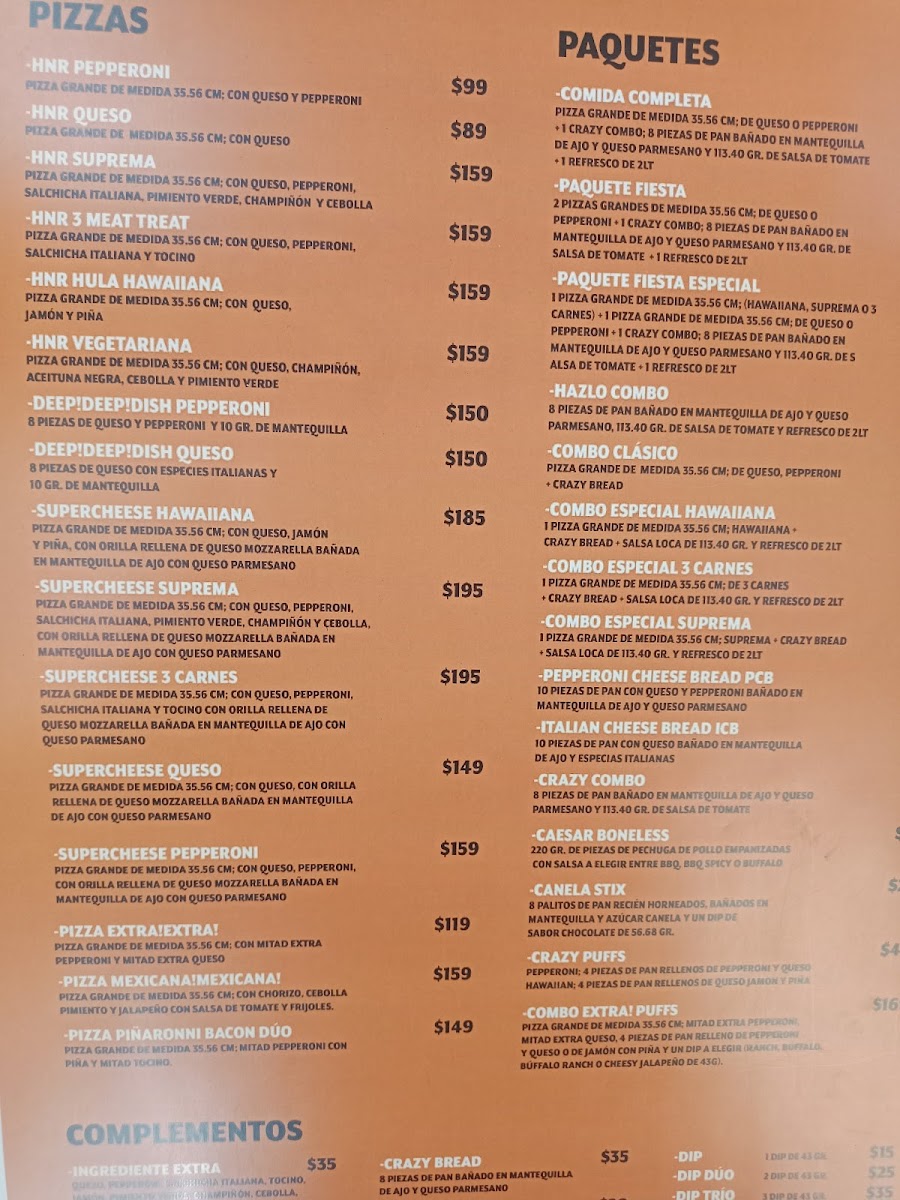 PIZZAS
-HNR PEPPERONI
$99
PIZZA GRANDE DE MEDIDA 35.56 CM; CON QUESO Y PEPPERONI
-HNR QUESO
$89
PIZZA GRANDE DE MEDIDA 35.56 CM; CON QUESO
-HNR SUPREMA
$159
PIZZA GRANDE DE MEDIDA 35.56 CM; CON QUESO, PEPPERONI,
SALCHICHA ITALIANA, PIMIENTO VERDE, CHAMPIÑÓN Y CEBOLLA
-HNR 3 MEAT TREAT
$159
PIZZA GRANDE DE MEDIDA 35.56 CM; CON QUESO, PEPPERONI,
SALCHICHA ITALIANA Y TOCINO
-HNR HULA HAWAIIANA
$159
PIZZA GRANDE DE MEDIDA 35.56 CM; CON QUESO,
JAMÓN Y PIÑA
-HNR VEGETARIANA
$159
PIZZA GRANDE DE MEDIDA 35.56 CM; CON QUESO, CHAMPIÑÓN,
ACEITUNA NEGRA, CEBOLLA Y PIMIENTO VERDE
-DEEP!DEEP!DISH PEPPERONI
$150
8 PIEZAS DE QUESO Y PEPPERONI Y 10 GR. DE MANTEQUILLA
-DEEP!DEEP!DISH QUESO
$150
8 PIEZAS DE QUESO CON ESPECIES ITALIANAS Y
10 GR. DE MANTEQUILLA
-SUPERCHEESE HAWAIIANA
$185
PIZZA GRANDE DE MEDIDA 35.56 CM; CON QUESO, JAMÓN
Y PIÑA, CON ORILLA RELLENA DE QUESO MOZZARELLA BAÑADA
EN MANTEQUILLA DE AJO CON QUESO PARMESANO
-SUPERCHEESE SUPREMA
$195
PIZZA GRANDE DE MEDIDA 35.56 CM; CON QUESO, PEPPERONI,
SALCHICHA ITALIANA, PIMIENTO VERDE, CHAMPIÑÓN Y CEBOLLA,
CON ORILLA RELLENA DE QUESO MOZZARELLA BAÑADA EN
MANTEQUILLA DE AJO CON QUESO PARMESANO
-SUPERCHEESE 3 CARNES
$195
PIZZA GRANDE DE MEDIDA 35.56 CM; CON QUESO, PEPPERONI,
SALCHICHA ITALIANA Y TOCINO CON ORILLA RELLENA DE
QUESO MOZZARELLA BAÑADA EN MANTEQUILLA DE AJO CON
QUESO PARMESANO
-SUPERCHEESE QUESO
$149
PIZZA GRANDE DE MEDIDA 35.56 CM; CON QUESO, CON ORILLA
RELLENA DE QUESO MOZZARELLA BAÑADA EN MANTEQUILLA
DE AJO CON QUESO PARMESANO
-SUPERCHEESE PEPPERONI
$159
PIZZA GRANDE DE MEDIDA 35.56 CM; CON QUESO, PEPPERONI,
CON ORILLA RELLENA DE QUESO MOZZARELLA BAÑADA EN
MANTEQUILLA DE AJO CON QUESO PARMESANO
-PIZZA EXTRA!EXTRA!
$119
PIZZA GRANDE DE MEDIDA 35.56 CM; CON MITAD EXTRA
PEPPERONI Y MITAD EXTRA QUESO
-PIZZA MEXICANA!MEXICANA!
$159
PIZZA GRANDE DE MEDIDA 35.56 CM; CON CHORIZO, CEBOLLA
PIMIENTO Y JALAPEÑO CON SALSA DE TOMATE Y FRIJOLES.
-PIZZA PIÑARONNI BACON DÚO
$149
PIZZA GRANDE DE MEDIDA 35.56 CM; MITAD PEPPERONI CON
PIÑA Y MITAD TOCINO.
PAQUETES
-COMIDA COMPLETA
PIZZA GRANDE DE MEDIDA 35.56 CM; DE QUESO O PEPPERONI
+ 1 CRAZY COMBO; 8 PIEZAS DE PAN BAÑADO EN MANTEQUILLA
DE AJO Y QUESO PARMESANO Y 113.40 GR. DE SALSA DE TOMATE
+ 1 REFRESCO DE 2LT
-PAQUETE FIESTA
2 PIZZAS GRANDES DE MEDIDA 35.56 CM; DE QUESO O
PEPPERONI + 1 CRAZY COMBO; 8 PIEZAS DE PAN BAÑADO EN
MANTEQUILLA DE AJO Y QUESO PARMESANO Y 113.40 GR. DE
SALSA DE TOMATE + 1 REFRESCO DE 2LT
-PAQUETE FIESTA ESPECIAL
1 PIZZA GRANDE DE MEDIDA 35.56 CM; (HAWAIIANA, SUPREMA O 3
CARNES) + 1 PIZZA GRANDE DE MEDIDA 35.56 CM; DE QUESO O
PEPPERONI + 1 CRAZY COMBO; 8 PIEZAS DE PAN BAÑADO EN
MANTEQUILLA DE AJO Y QUESO PARMESANO Y 113.40 GR. DE S
ALSA DE TOMATE + 1 REFRESCO DE 2LT
-HAZLO COMBO
8 PIEZAS DE PAN BAÑADO EN MANTEQUILLA DE AJO Y QUESO
PARMESANO, 113.40 GR. DE SALSA DE TOMATE Y REFRESCO DE 2LT
-COMBO CLÁSICO
PIZZA GRANDE DE MEDIDA 35.56 CM; DE QUESO, PEPPERONI
+ CRAZY BREAD
-COMBO ESPECIAL HAWAIIANA
1 PIZZA GRANDE DE MEDIDA 35.56 CM; HAWAIIANA +
CRAZY BREAD + SALSA LOCA DE 113.40 GR. Y REFRESCO DE 2LT
-COMBO ESPECIAL 3 CARNES
1 PIZZA GRANDE DE MEDIDA 35.56 CM; DE 3 CARNES
+ CRAZY BREAD + SALSA LOCA DE 113.40 GR. Y REFRESCO DE 2LT
-COMBO ESPECIAL SUPREMA
1 PIZZA GRANDE DE MEDIDA 35.56 CM; SUPREMA + CRAZY BREAD
+ SALSA LOCA DE 113.40 GR. Y REFRESCO DE 2LT
-PEPPERONI CHEESE BREAD PCB
10 PIEZAS DE PAN CON QUESO Y PEPPERONI BAÑADO EN
MANTEQUILLA DE AJO Y QUESO PARMESANO
-ITALIAN CHEESE BREAD ICB
10 PIEZAS DE PAN CON QUESO BAÑADO EN MANTEQUILLA
DE AJO Y ESPECIAS ITALIANAS
-CRAZY COMBO
8 PIEZAS DE PAN BAÑADO EN MANTEQUILLA DE AJO Y QUESO
PARMESANO Y 113.40 GR. DE SALSA DE TOMATE
-CAESAR BONELESS
220 GR. DE PIEZAS DE PECHUGA DE POLLO EMPANIZADAS
CON SALSA A ELEGIR ENTRE BBQ, BBQ SPICY O BUFFALO
-CANELA STIX
8 PALITOS DE PAN RECIÉN HORNEADOS, BAÑADOS EN
MANTEQUILLA Y AZÚCAR CANELA Y UN DIP DE
SABOR CHOCOLATE DE 56.68 GR.
-CRAZY PUFFS
$4
PEPPERONI; 4 PIEZAS DE PAN RELLENOS DE PEPPERONI Y QUESO
HAWAIIAN; 4 PIEZAS DE PAN RELLENOS DE QUESO JAMON Y PIÑA
-COMBO EXTRA! PUFFS
$16
PIZZA GRANDE DE MEDIDA 35.56 CM; MITAD EXTRA PEPPERONI,
MITAD EXTRA QUESO, 4 PIEZAS DE PAN RELLENO DE PEPPERONI
Y QUESO O DE JAMÓN CON PIÑA Y UN DIP A ELEGIR (RANCH, BUFFALO,
BÚFFALO RANCH O CHEESY JALAPEÑO DE 43G).
COMPLEMENTOS
-INGREDIENTE EXTRA
$35
QUESO, PEPPERONI, SALCHICHA ITALIANA, TOCINO,
JAMÓN, PIMIENTO VERDE, CHAMPIÑÓN, CEBOLLA,
-CRAZY BREAD
$35
8 PIEZAS DE PAN BAÑADO EN MANTEQUILLA
DE AJO Y QUESO PARMESANO
-DIP 1 DIP DE 43 GR. $15
-DIP DÚO 2 DIP DE 43 GR. $25
-DIP TRÍO 3 DIP DE 43 GR. $35